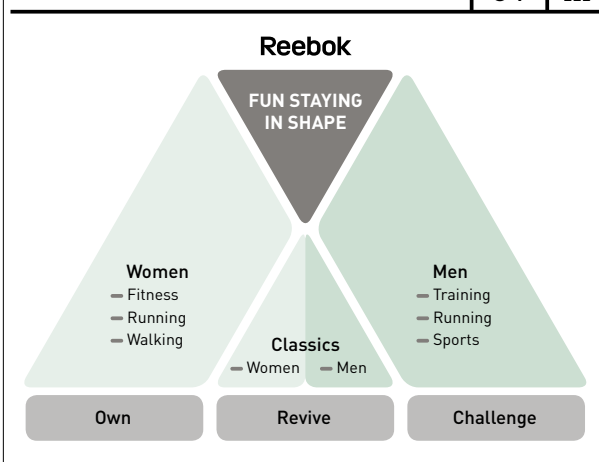 Reebok
FUN STAYING
IN SHAPE
Women
Fitness
Running
Walking
Men
Training
Running
Sports
Classics
Women
Men
Own
Revive
Challenge